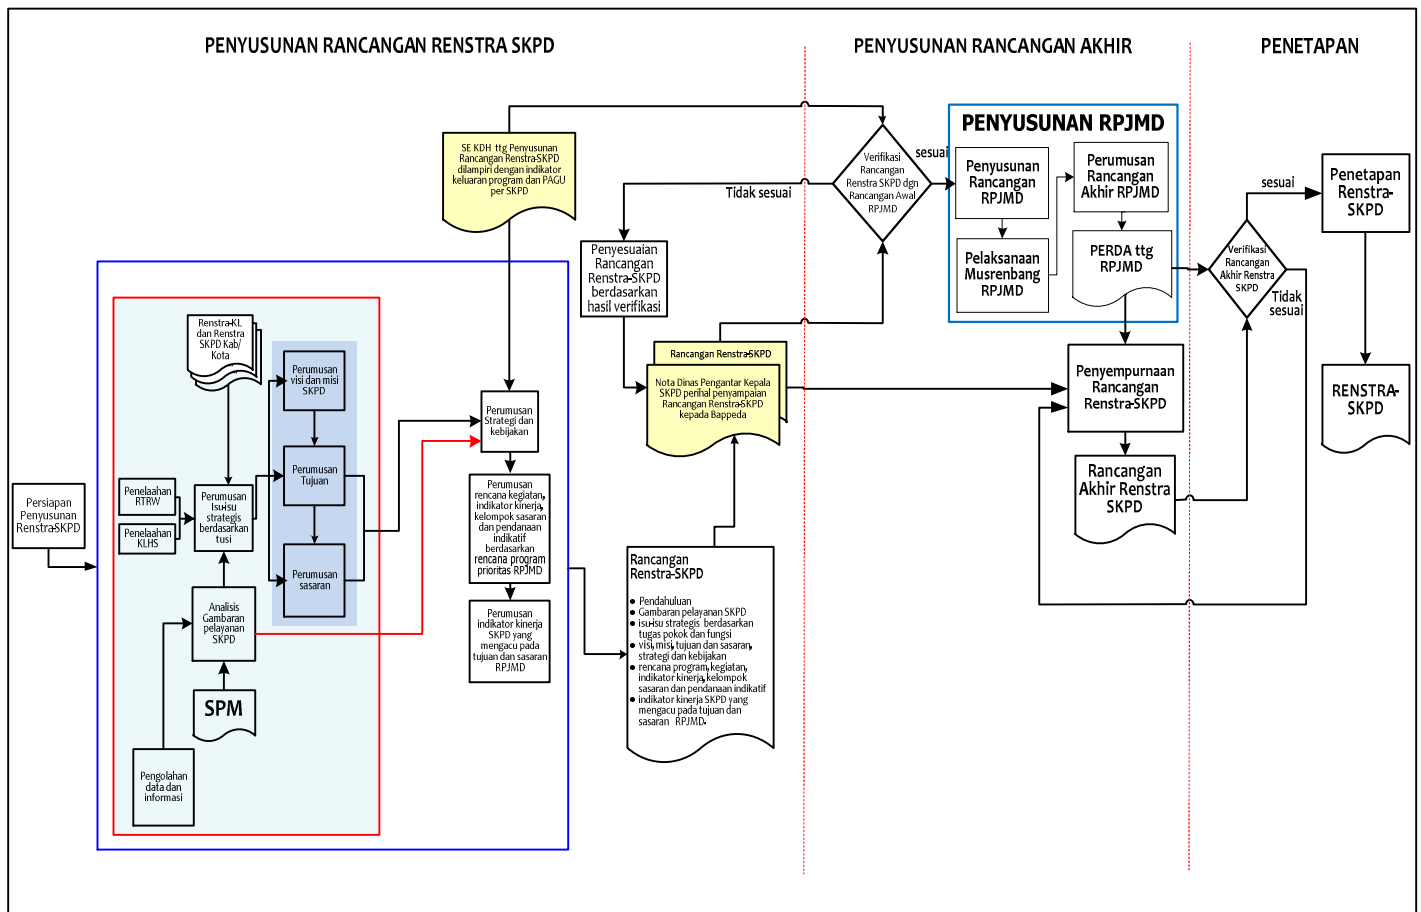 PENYUSUNAN RANCANGAN RENSTRA SKPD
PENYUSUNAN RANCANGAN AKHIR
PENETAPAN
SE KDH ttg Penyusunan
Rancangan Renstra-SKPD
dilampiri dengan indikator
keluaran program dan PAGU
per SKPD
Tidak sesuai
Verifikasi
Rancangan
Renstra SKPD dgn
Rancangan Awal
RPJMD
sesuai
PENYUSUNAN RPJMD
Penyusunan
Rancangan
RPJMD
Perumusan
Rancangan
Akhir RPJMD
Pelaksanaan
Musrenbang
RPJMD
PERDA ttg
RPJMD
sesuai
Penetapan
Renstra-
SKPD
Verifikasi
Rancangan
Akhir Renstra
SKPD
Tidak
sesuai
Penyesuaian
Rancangan
Renstra-SKPD
berdasarkan
hasil verifikasi
Renstra-KL
dan Renstra
SKPD Kab/
Kota
Perumusan
visi dan misi
SKPD
Perumusan
Tujuan
Perumusan
sasaran
Rancangan Renstra-SKPD
Nota Dinas Pengantar Kepala
SKPD perihal penyampaian
Rancangan Renstra-SKPD
kepada Bappeda
Penyempurnaan
Rancangan
Renstra-SKPD
RENSTRA-
SKPD
Perumusan
Strategi dan
kebijakan
Persiapan
Penyusunan
Renstra-SKPD
Penelaahan
RTRW
Penelaahan
KLHS
Perumusan
Isu-isu
strategis
berdasarkan
tusi
Perumusan
rencana kegiatan,
indikator kinerja,
kelompok sasaran
dan pendanaan
indikatif
berdasarkan
rencana program
prioritas RPJMD
Rancangan
Akhir Renstra
SKPD
Analisis
Gambaran
pelayanan
SKPD
Perumusan
indikator kinerja
SKPD yang
mengacu pada
tujuan dan sasaran
RPJMD
Rancangan
Renstra-SKPD
● Pendahuluan
● Gambaran pelayanan SKPD
● isu-isu strategis berdasarkan
tugas pokok dan fungsi
● visi, misi, tujuan dan sasaran,
strategi dan kebijakan
● rencana program, kegiatan,
indikator kinerja, kelompok
sasaran dan pendanaan indikatif
● indikator kinerja SKPD yang
mengacu pada tujuan dan
sasaran RPJMD.
SPM
Pengolahan
data dan
informasi